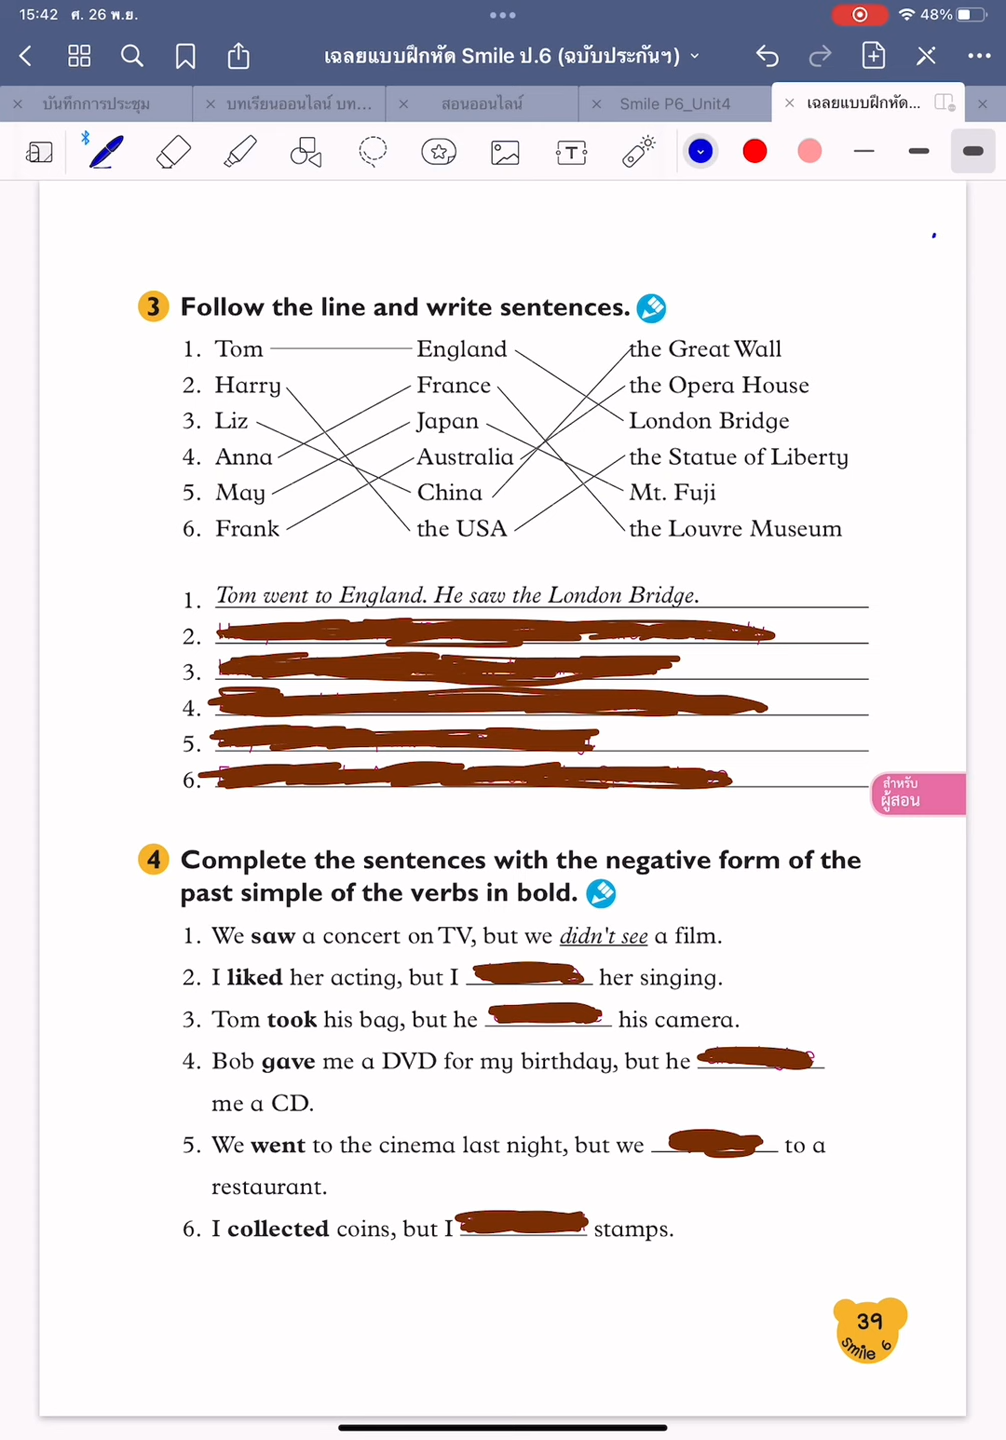 15:42 ศ. 26 พ.ย.
48%
เฉลยแบบฝึกหัด Smile ป.6 (ฉบับประกันฯ)
บันทึกการประชุม
บทเรียนออนไลน์ บท...
สอนออนไลน์
Smile P6_Unit4
เฉลยแบบฝึกหัด...
3 Follow the line and write sentences.
1. Tom England the Great Wall
2. Harry France the Opera House
3. Liz Japan London Bridge
4. Anna Australia the Statue of Liberty
5. May China Mt. Fuji
6. Frank the USA the Louvre Museum
1. Tom went to England. He saw the London Bridge.
2.
3.
4.
5.
6.
สำหรับ
ผู้สอน
4 Complete the sentences with the negative form of the
past simple of the verbs in bold.
1. We saw a concert on TV, but we didn't see a film.
2. I liked her acting, but I her singing.
3. Tom took his bag, but he his camera.
4. Bob gave me a DVD for my birthday, but he
me a CD.
5. We went to the cinema last night, but we to a
restaurant.
6. I collected coins, but I stamps.
39
Smile 6